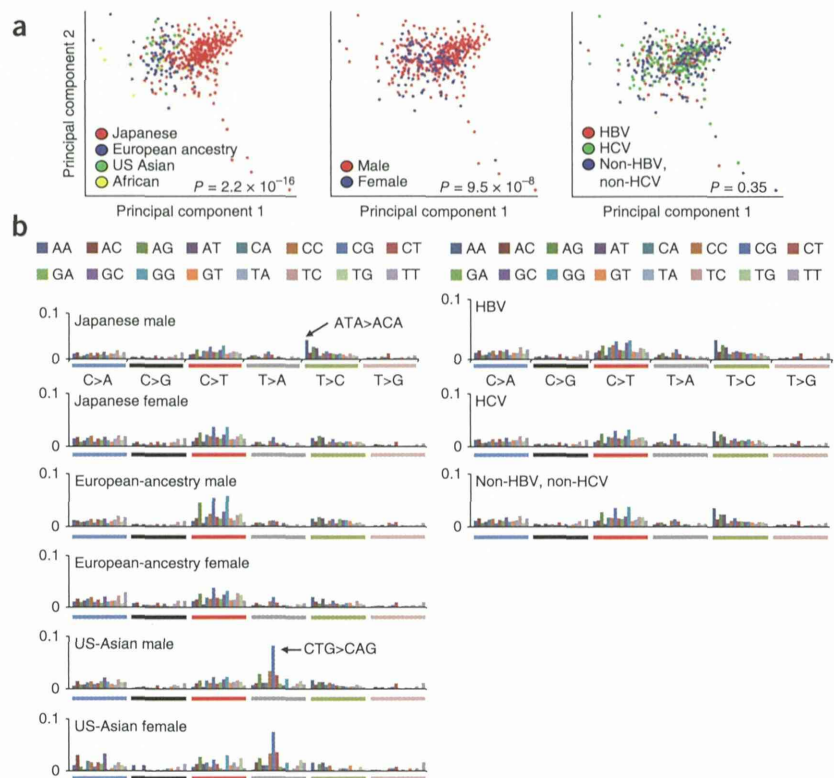 a
Principal component 2
Japanese
European ancestry
US Asian
African
P = 2.2 × 10−16
Principal component 1
Male
Female
P = 9.5 × 10−8
Principal component 1
HBV
HCV
Non-HBV,
non-HCV
P = 0.35
Principal component 1
b
AA AC AG AT CA CC CG CT
GA GC GG GT TA TC TG TT
AA AC AG AT CA CC CG CT
GA GC GG GT TA TC TG TT
0.1
Japanese male
ATA>ACA
0
C>A C>G C>T T>A T>C T>G
0.1
Japanese female
0
0.1
European-ancestry male
0
0.1
European-ancestry female
0
0.1
US-Asian male
CTG>CAG
0
0.1
US-Asian female
0
0.1
HBV
0
C>A C>G C>T T>A T>C T>G
0.1
HCV
0
0.1
Non-HBV, non-HCV
0